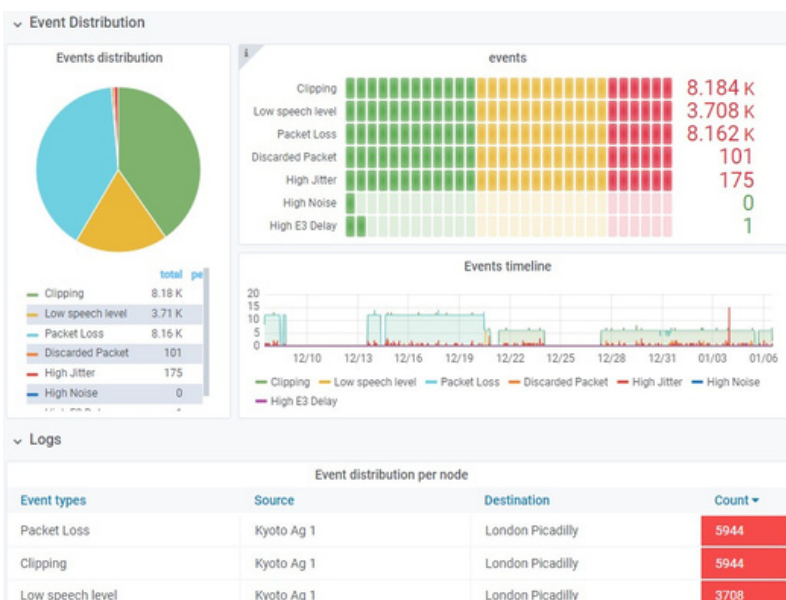 Event Distribution
Events distribution
total pe
Clipping 8.18 K
Low speech level 3.71 K
Packet Loss 8.16 K
Discarded Packet 101
High Jitter 175
High Noise 0
i
events
Clipping 8.184 K
Low speech level 3.708 K
Packet Loss 8.162 K
Discarded Packet 101
High Jitter 175
High Noise 0
High E3 Delay 1
Events timeline
20
15
10
5
0
12/10 12/13 12/16 12/19 12/22 12/25 12/28 12/31 01/03 01/06
Clipping Low speech level Packet Loss Discarded Packet High Jitter High Noise
High E3 Delay
Logs
Event distribution per node
Event types Source Destination Count
Packet Loss Kyoto Ag 1 London Picadilly 5944
Clipping Kyoto Ag 1 London Picadilly 5944
Low speech level Kyoto Ag 1 London Picadilly 3708